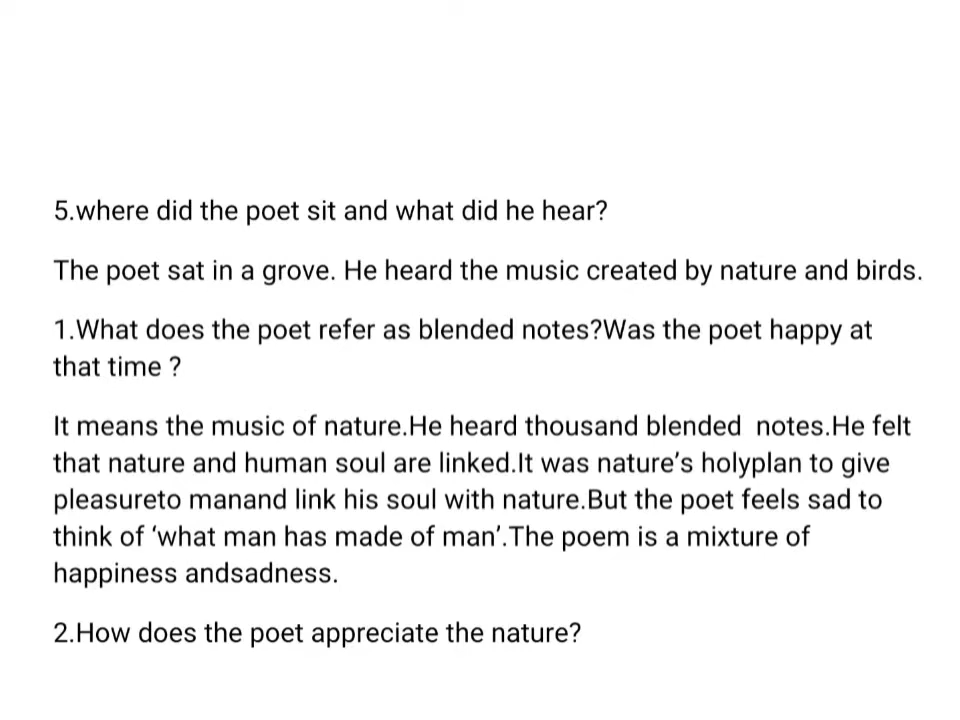 5.where did the poet sit and what did he hear?
The poet sat in a grove. He heard the music created by nature and birds.
1.What does the poet refer as blended notes?Was the poet happy at
that time ?
It means the music of nature.He heard thousand blended  notes.He felt
that nature and human soul are linked.It was nature’s holyplan to give
pleasureto manand link his soul with nature.But the poet feels sad to
think of ‘what man has made of man’.The poem is a mixture of
happiness andsadness.
2.How does the poet appreciate the nature?